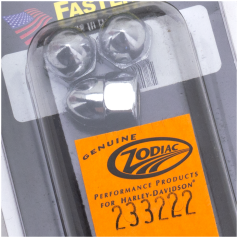 FASTE
GENUINE
ZODIAC
PERFORMANCE PRODUCTS
FOR HARLEY-DAVIDSON®
233222